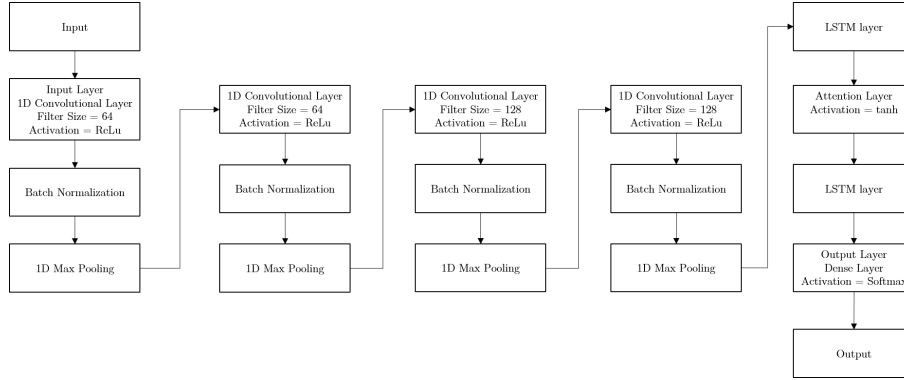 Input
Input Layer
1D Convolutional Layer
Filter Size = 64
Activation = ReLu
Batch Normalization
1D Max Pooling
1D Convolutional Layer
Filter Size = 64
Activation = ReLu
Batch Normalization
1D Max Pooling
1D Convolutional Layer
Filter Size = 128
Activation = ReLu
Batch Normalization
1D Max Pooling
1D Convolutional Layer
Filter Size = 128
Activation = ReLu
Batch Normalization
1D Max Pooling
LSTM layer
Attention Layer
Activation = tanh
LSTM layer
Output Layer
Dense Layer
Activation = Softmax
Output